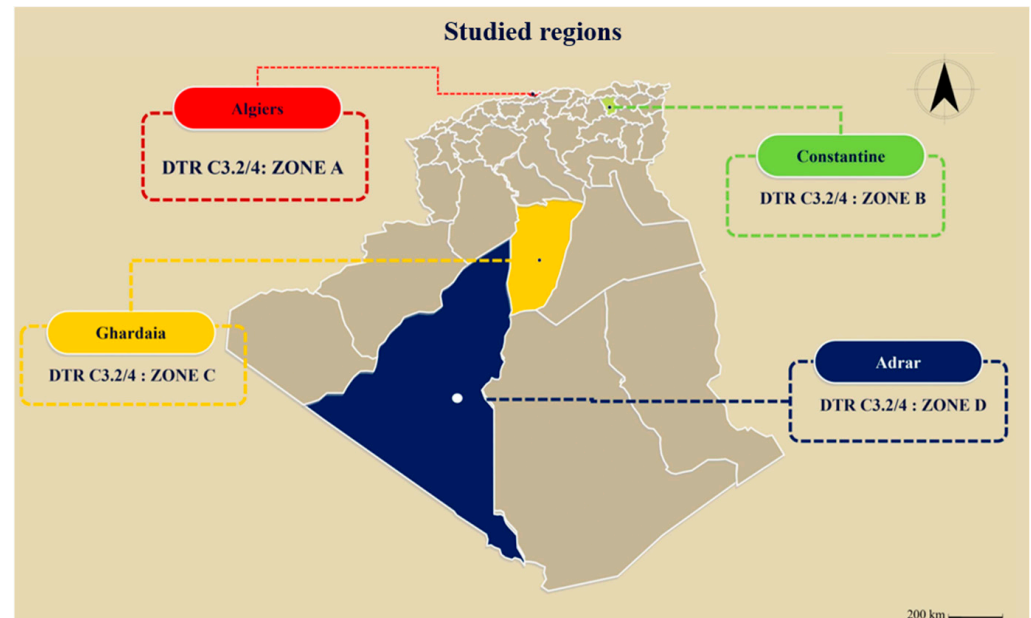 Studied regions
Algiers
DTR C3.2/4: ZONE A
Constantine
DTR C3.2/4 : ZONE B
Ghardaia
DTR C3.2/4 : ZONE C
Adrar
DTR C3.2/4 : ZONE D
200 km